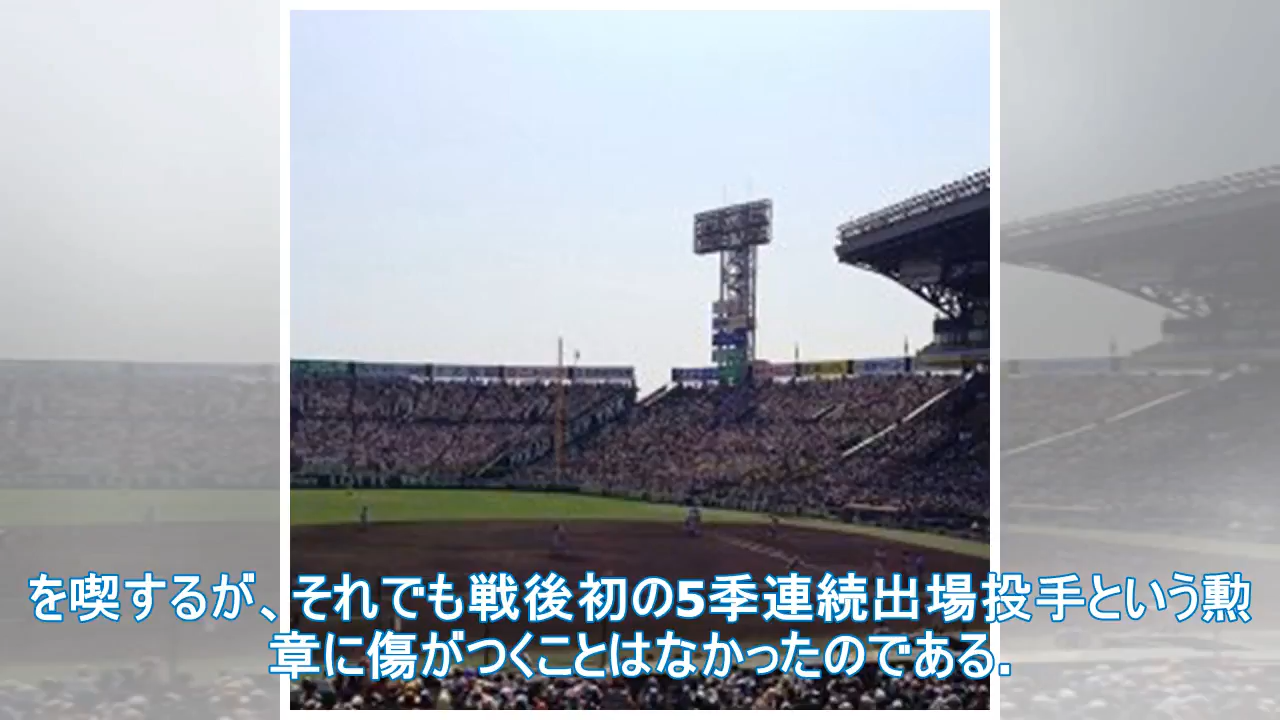 を喫するが、それでも戦後初の5季連続出場投手という勲
章に傷がつくことはなかったのである.